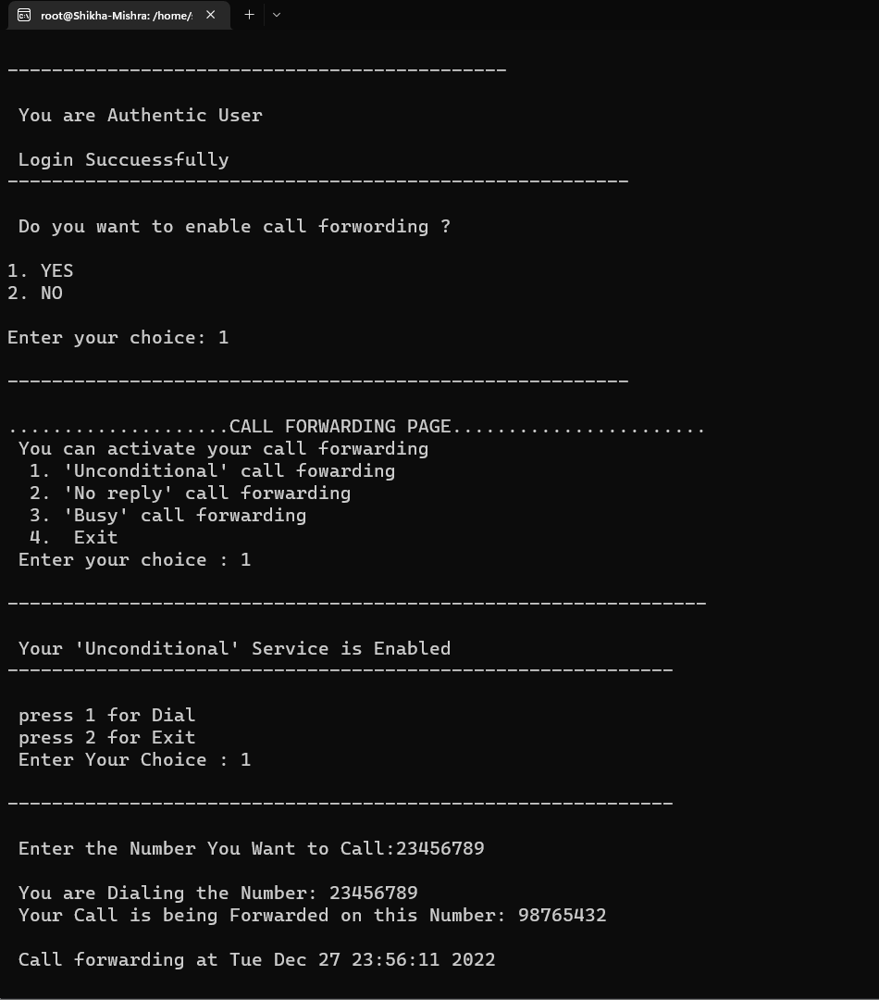 root@Shikha-Mishra: /home/
-----------------------------------------------
You are Authentic User
Login Succuessfully
--------------------------------------------------------
Do you want to enable call forwording ?
1. YES
2. NO
Enter your choice: 1
--------------------------------------------------------
....................CALL FORWARDING PAGE.......................
You can activate your call forwarding
1. 'Unconditional' call fowarding
2. 'No reply' call forwarding
3. 'Busy' call forwarding
4.  Exit
Enter your choice : 1
---------------------------------------------------------------
Your 'Unconditional' Service is Enabled
------------------------------------------------------------
press 1 for Dial
press 2 for Exit
Enter Your Choice : 1
------------------------------------------------------------
Enter the Number You Want to Call:23456789
You are Dialing the Number: 23456789
Your Call is being Forwarded on this Number: 98765432
Call forwarding at Tue Dec 27 23:56:11 2022